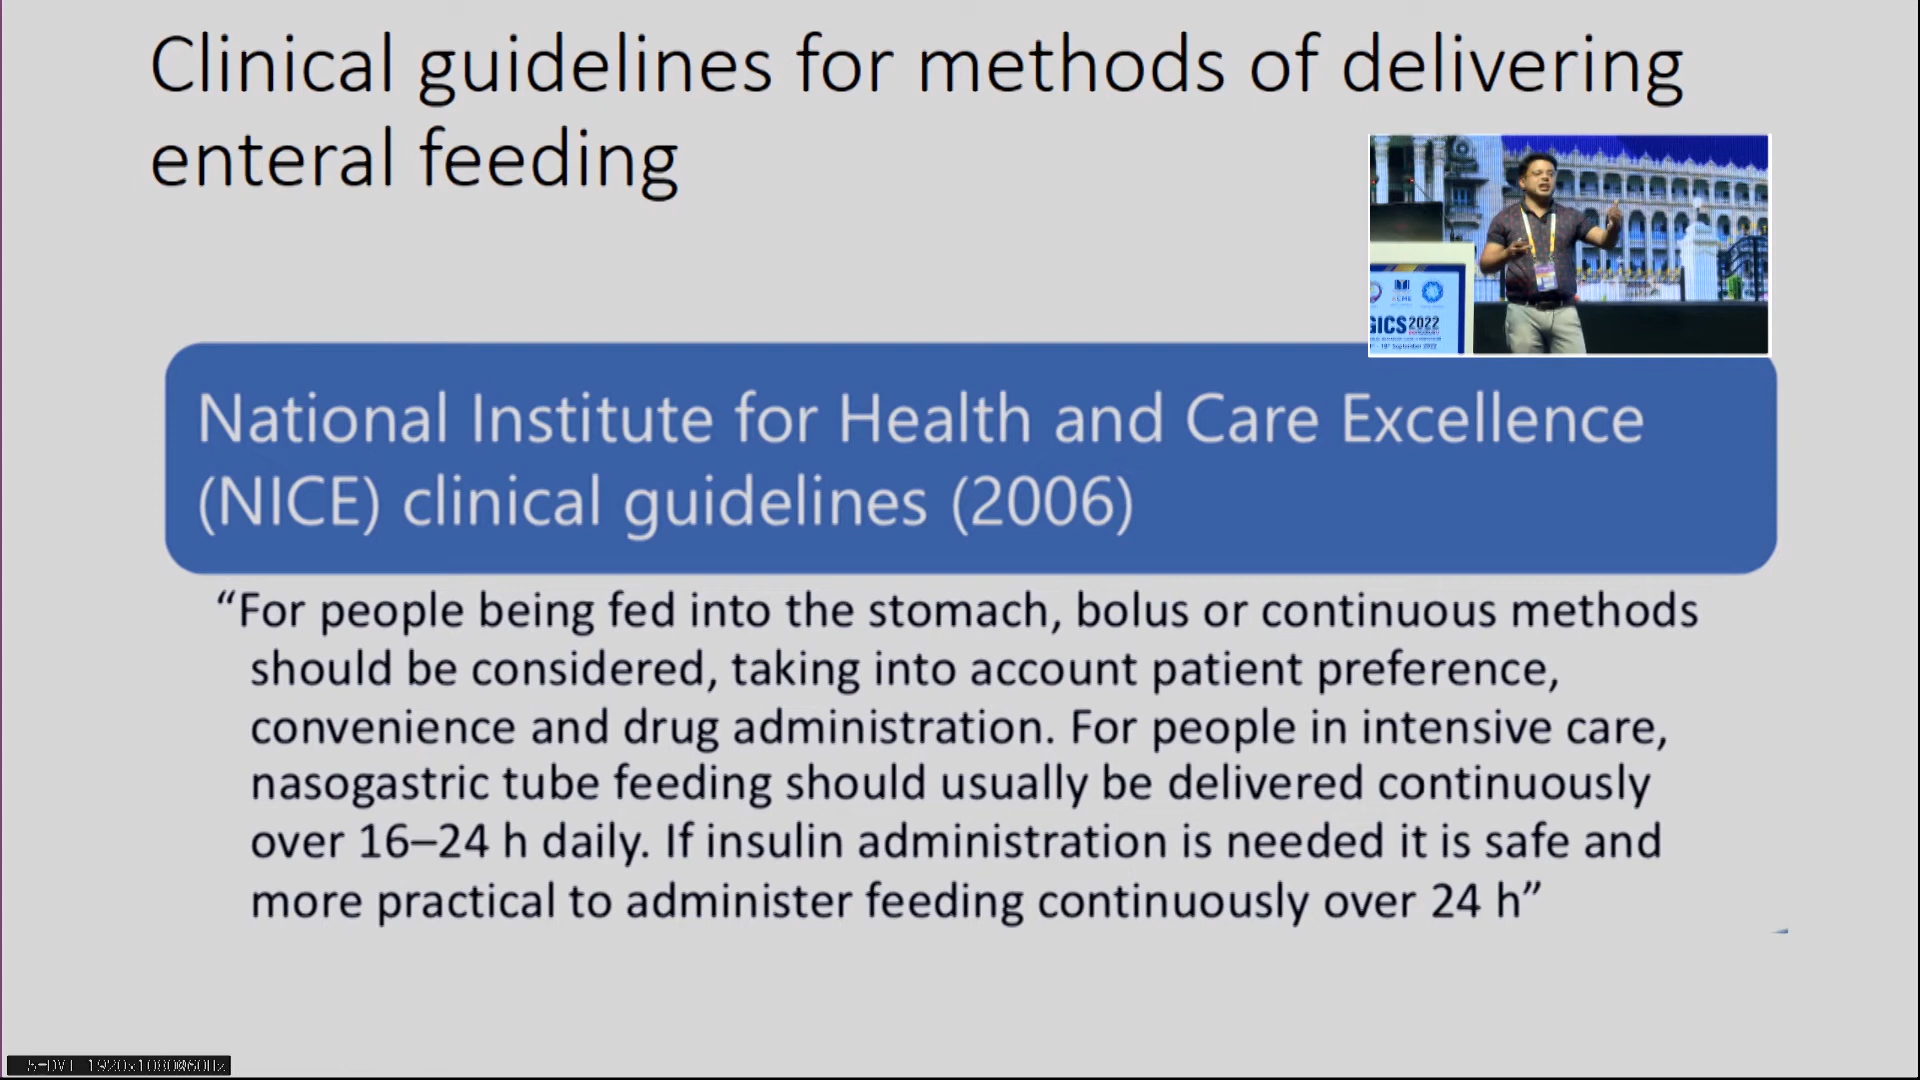 Clinical guidelines for methods of delivering
enteral feeding
GICS 2022
National Institute for Health and Care Excellence
(NICE) clinical guidelines (2006)
“For people being fed into the stomach, bolus or continuous methods
should be considered, taking into account patient preference,
convenience and drug administration. For people in intensive care,
nasogastric tube feeding should usually be delivered continuously
over 16–24 h daily. If insulin administration is needed it is safe and
more practical to administer feeding continuously over 24 h”
1920x1080@60Hz